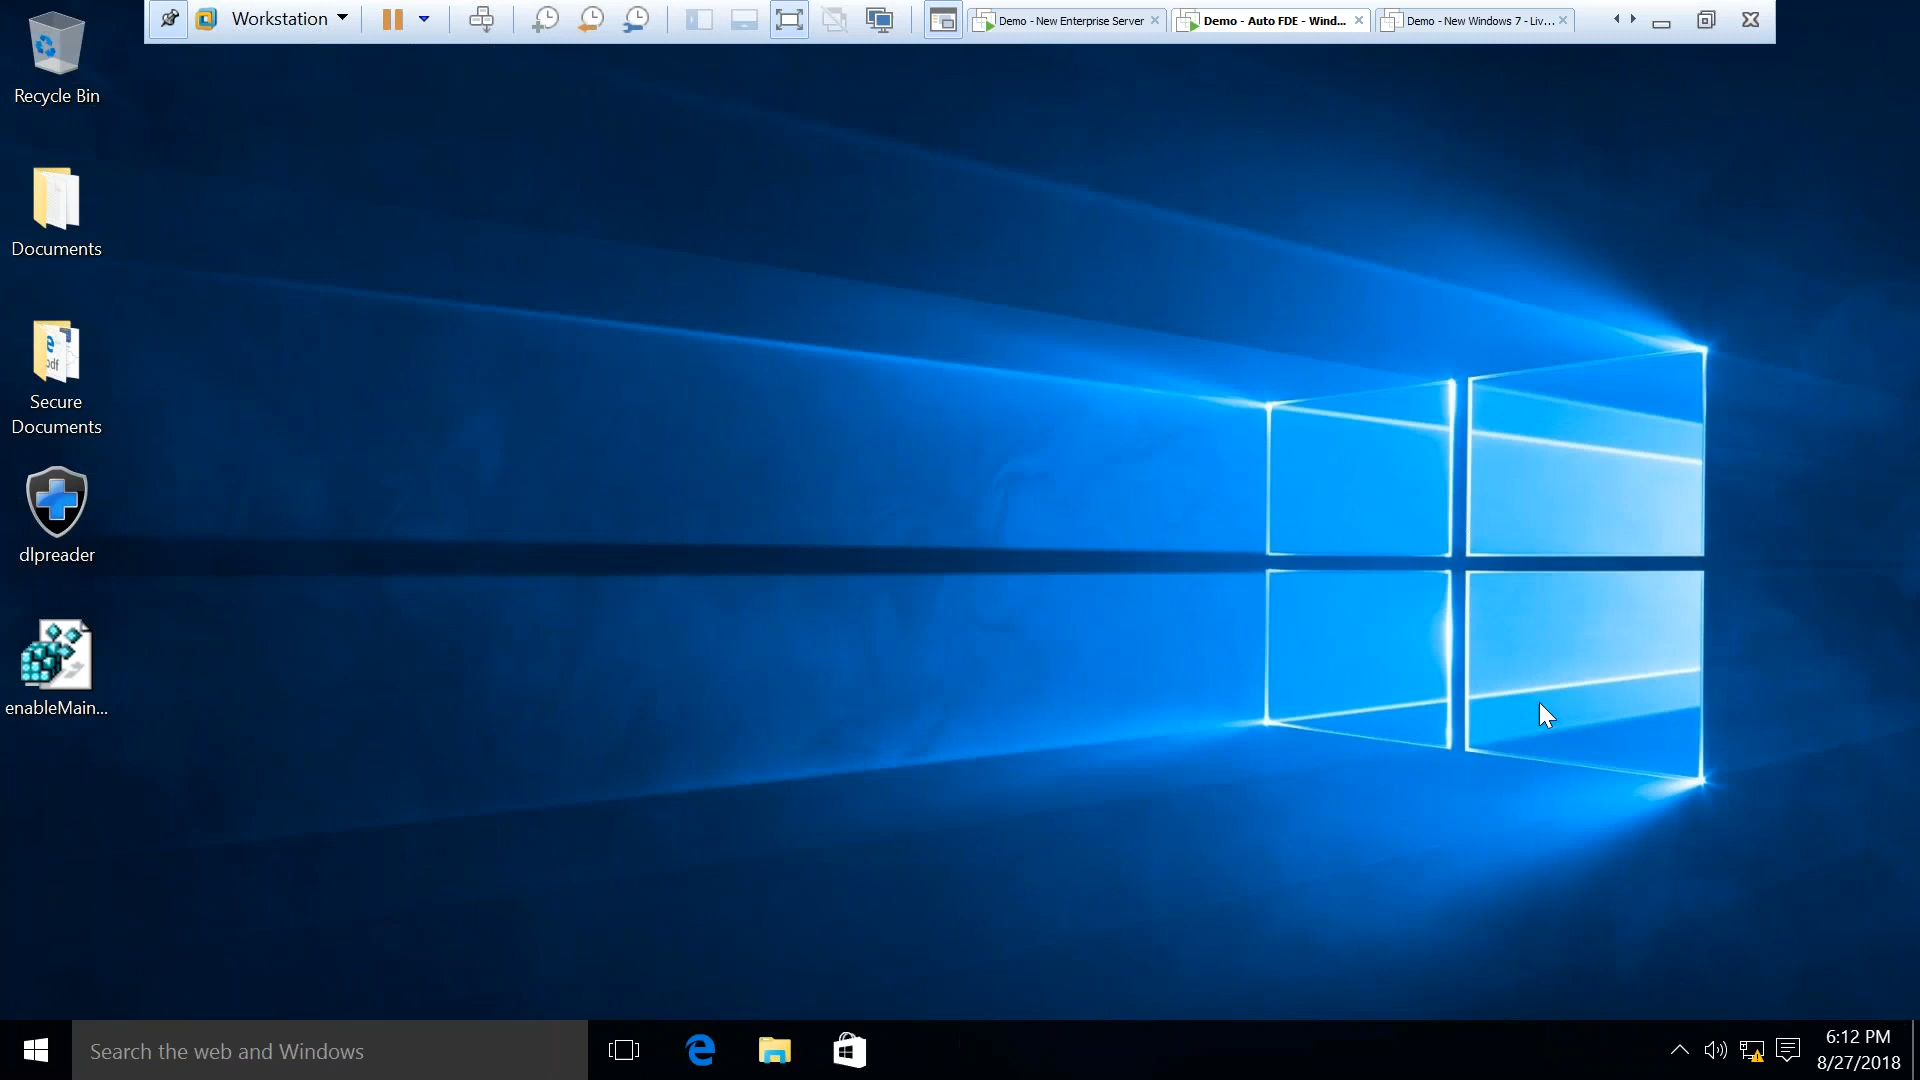 Workstation
Demo - New Enterprise Server
Demo - Auto FDE - Wind...
Demo - New Windows 7 - Liv...
Recycle Bin
Documents
Secure
Documents
dlpreader
enableMain...
Search the web and Windows
6:12 PM
8/27/2018